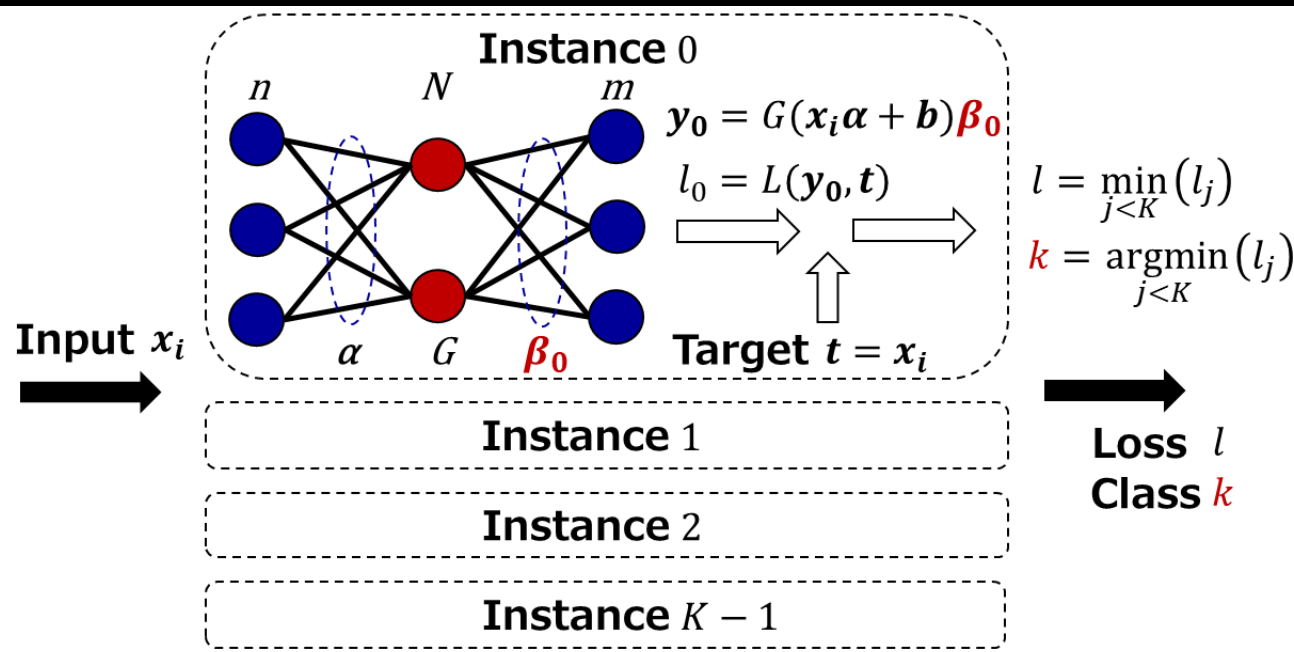 Instance 0
n N m
y₀ = G(xᵢα + b)β₀
l₀ = L(y₀, t)
α G β₀
Target t = xᵢ
Input xᵢ
Instance 1
Instance 2
Instance K − 1
l = min (lⱼ)
j<K
k = argmin (lⱼ)
j<K
Loss l
Class k